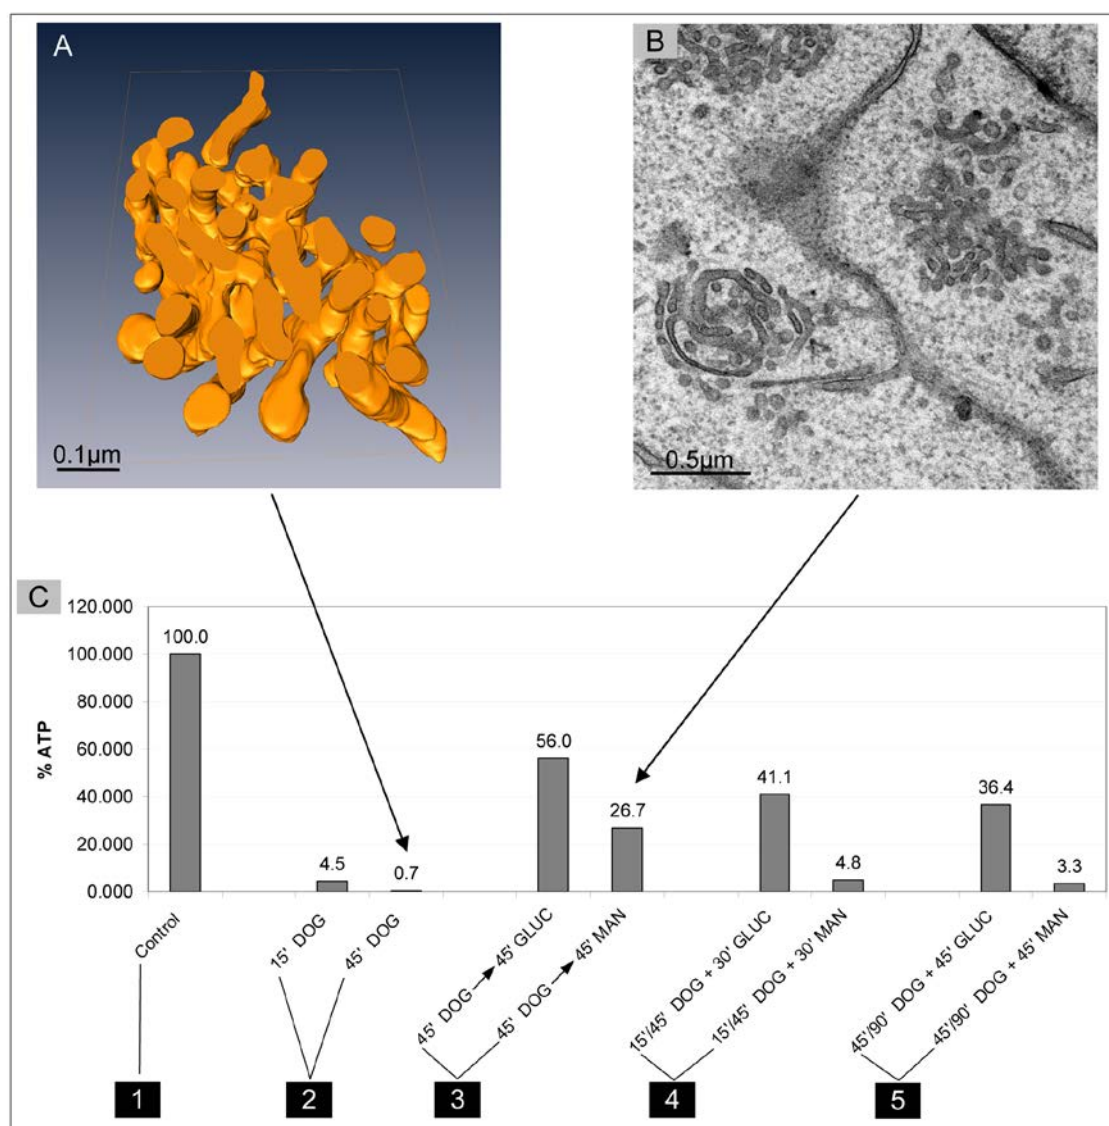 A
B
0.1µm
0.5µm
C
120.000
100.000
80.000
60.000
40.000
20.000
0.000
% ATP
100.0
4.5
0.7
56.0
26.7
41.1
4.8
36.4
3.3
Control
15' DOG
45' DOG
45' DOG → 45' GLUC
45' DOG → 45' MAN
15'/45' DOG + 30' GLUC
15'/45' DOG + 30' MAN
45'/90' DOG + 45' GLUC
45'/90' DOG + 45' MAN
1
2
3
4
5